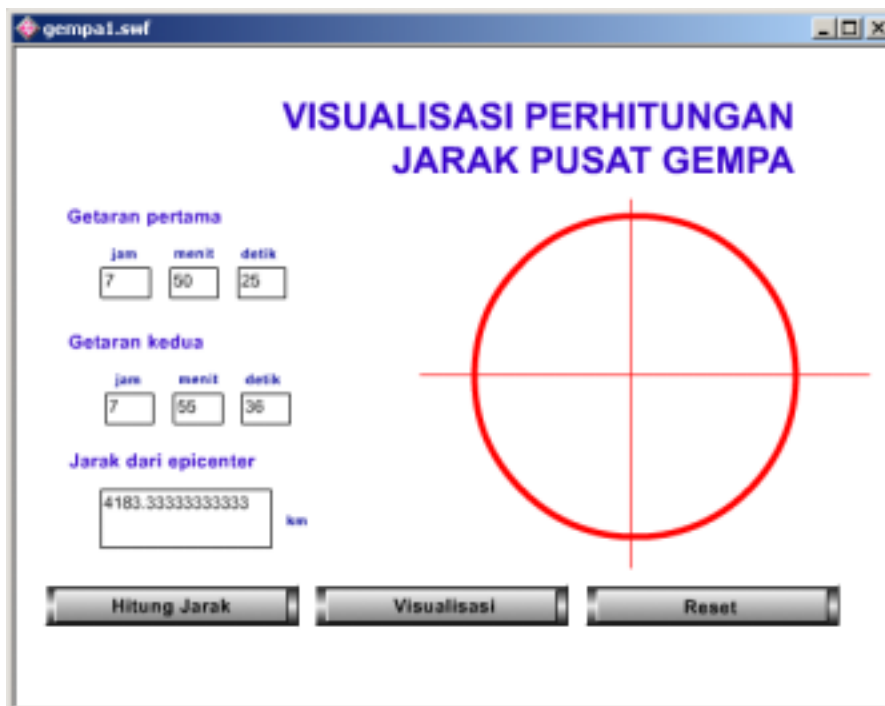 gempa1.swf
VISUALISASI PERHITUNGAN
JARAK PUSAT GEMPA
Getaran pertama
jam menit detik
7 50 25
Getaran kedua
jam menit detik
7 55 36
Jarak dari epicenter
4183.33333333333
km
Hitung Jarak Visualisasi Reset